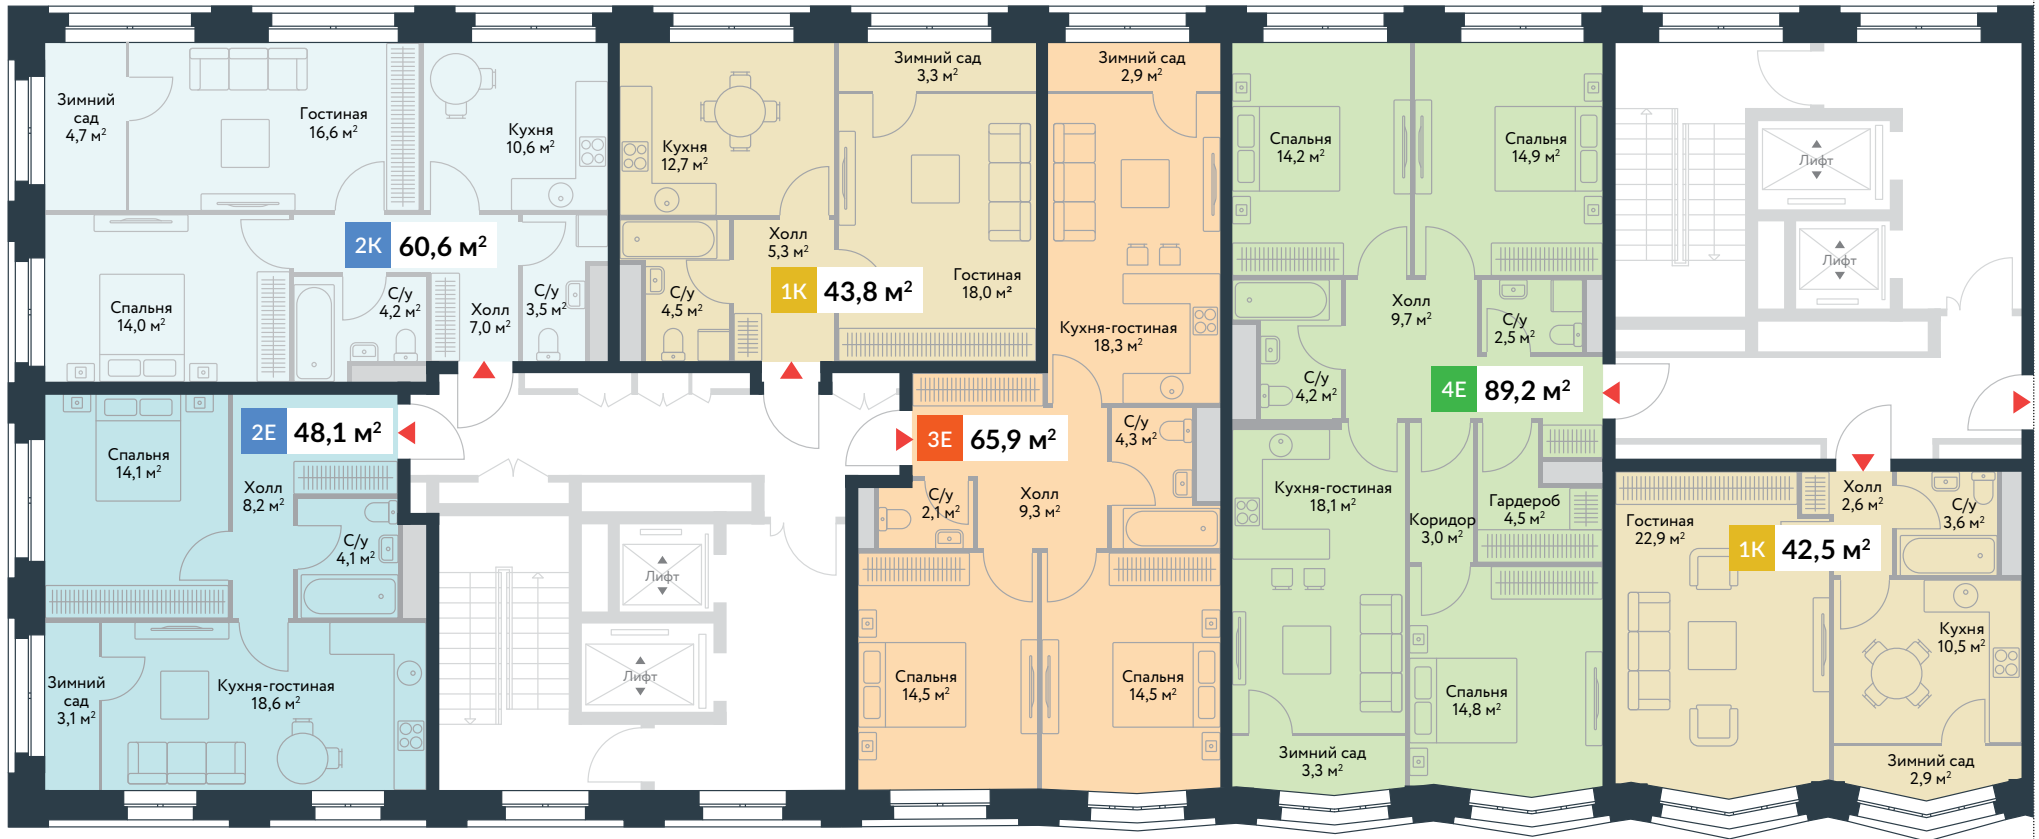 Зимний
сад
4,7 м²
Гостиная
16,6 м²
Кухня
10,6 м²
2К 60,6 м²
Спальня
14,0 м²
С/у
4,2 м²
Холл
7,0 м²
С/у
3,5 м²
Кухня
12,7 м²
Зимний сад
3,3 м²
Холл
5,3 м²
1К 43,8 м²
С/у
4,5 м²
Гостиная
18,0 м²
Зимний сад
2,9 м²
Кухня-гостиная
18,3 м²
3Е 65,9 м²
С/у
4,3 м²
С/у
2,1 м²
Холл
9,3 м²
Спальня
14,5 м²
Спальня
14,5 м²
Спальня
14,2 м²
Спальня
14,9 м²
Холл
9,7 м²
С/у
2,5 м²
С/у
4,2 м²
4Е 89,2 м²
Кухня-гостиная
18,1 м²
Коридор
3,0 м²
Гардероб
4,5 м²
Спальня
14,8 м²
Зимний сад
3,3 м²
Лифт
Лифт
2Е 48,1 м²
Спальня
14,1 м²
Холл
8,2 м²
С/у
4,1 м²
Зимний
сад
3,1 м²
Кухня-гостиная
18,6 м²
Лифт
Лифт
Гостиная
22,9 м²
Холл
2,6 м²
С/у
3,6 м²
1К 42,5 м²
Кухня
10,5 м²
Зимний сад
2,9 м²